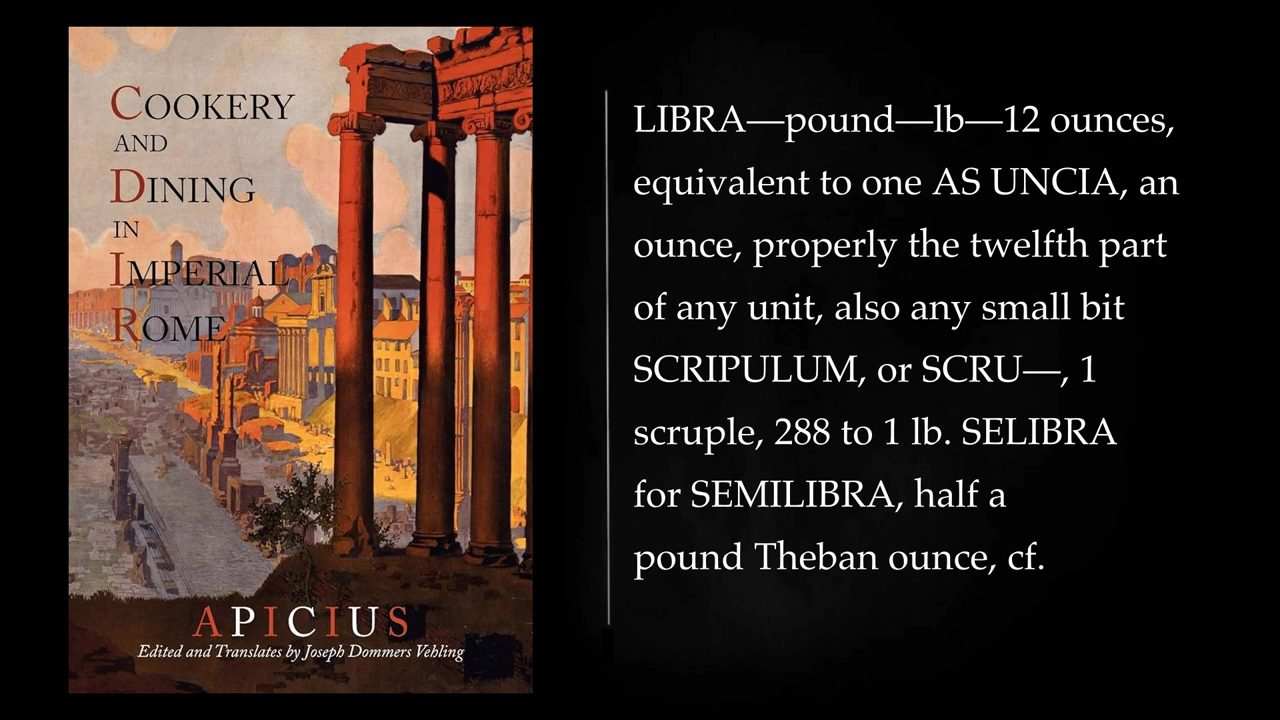 COOKERY
AND
DINING
IN
IMPERIAL
ROME
APICIUS
Edited and Translates by Joseph Dommers Vehling
LIBRA—pound—lb—12 ounces,
equivalent to one AS UNCIA, an
ounce, properly the twelfth part
of any unit, also any small bit
SCRIPULUM, or SCRU—, 1
scruple, 288 to 1 lb. SELIBRA
for SEMILIBRA, half a
pound Theban ounce, cf.